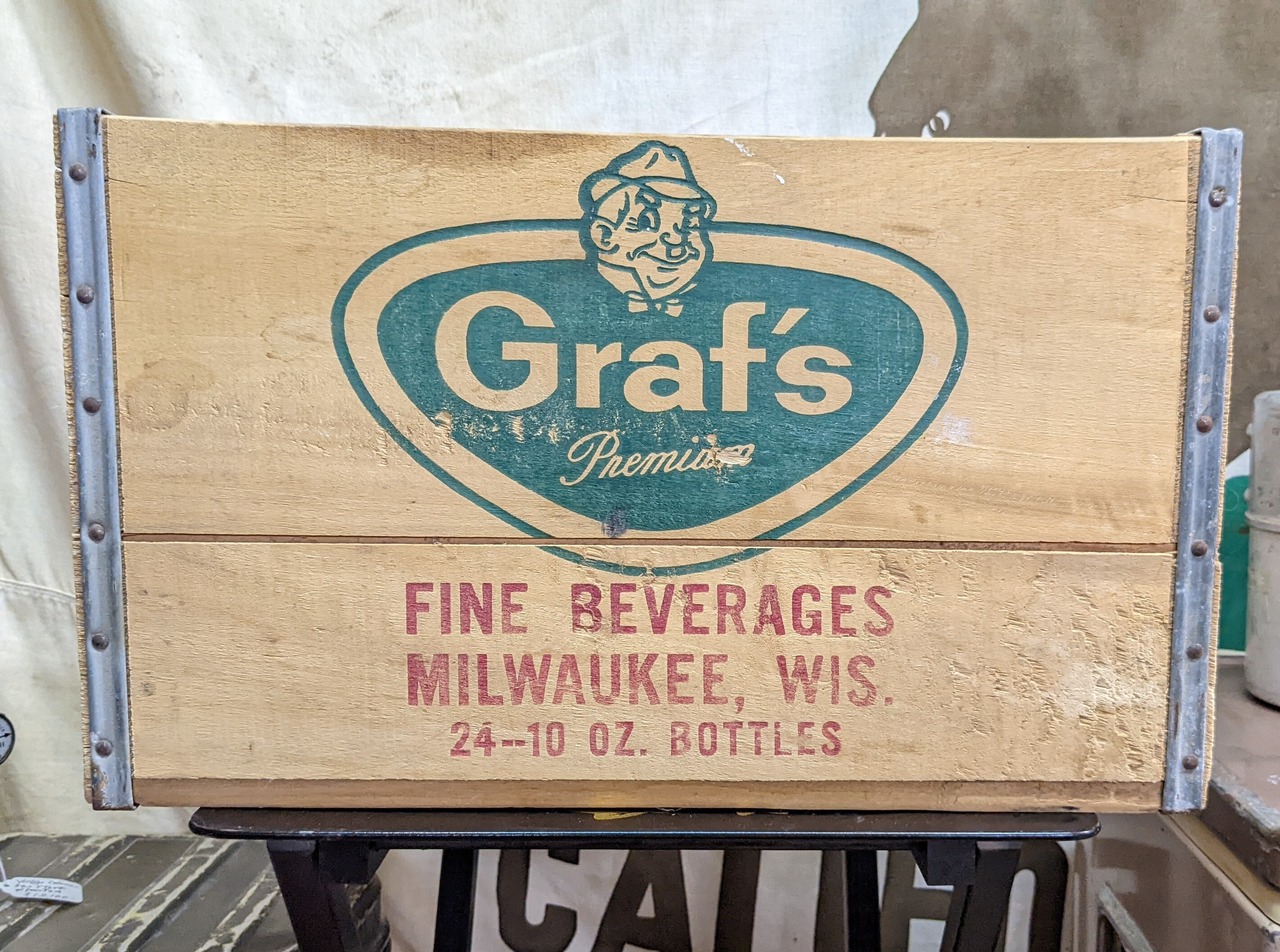 Graf's
Premium
FINE BEVERAGES
MILWAUKEE, WIS.
24--10 OZ. BOTTLES